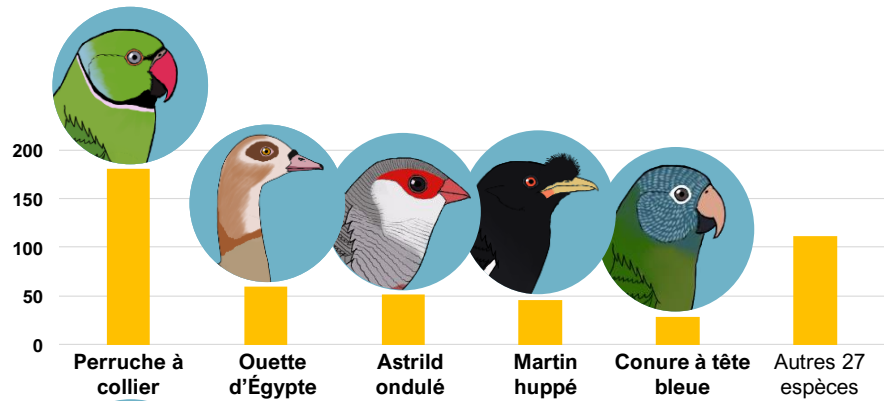 200
150
100
50
0
Perruche à collier
Ouette d'Égypte
Astrild ondulé
Martin huppé
Conure à tête bleue
Autres 27 espèces